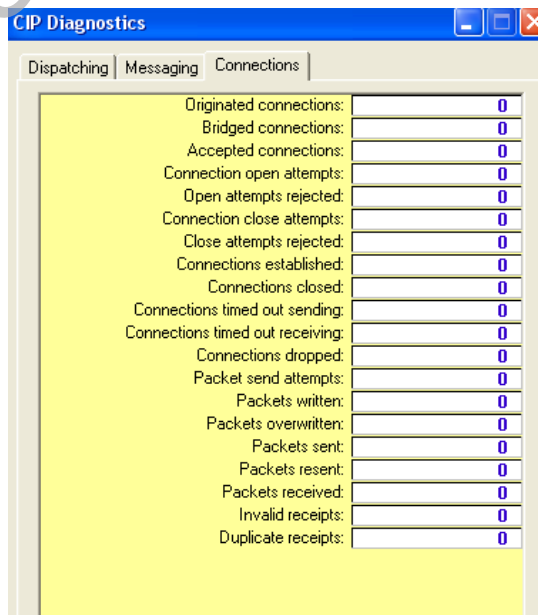 CIP Diagnostics
Dispatching Messaging Connections
Originated connections: 0
Bridged connections: 0
Accepted connections: 0
Connection open attempts: 0
Open attempts rejected: 0
Connection close attempts: 0
Close attempts rejected: 0
Connections established: 0
Connections closed: 0
Connections timed out sending: 0
Connections timed out receiving: 0
Connections dropped: 0
Packet send attempts: 0
Packets written: 0
Packets overwritten: 0
Packets sent: 0
Packets resent: 0
Packets received: 0
Invalid receipts: 0
Duplicate receipts: 0